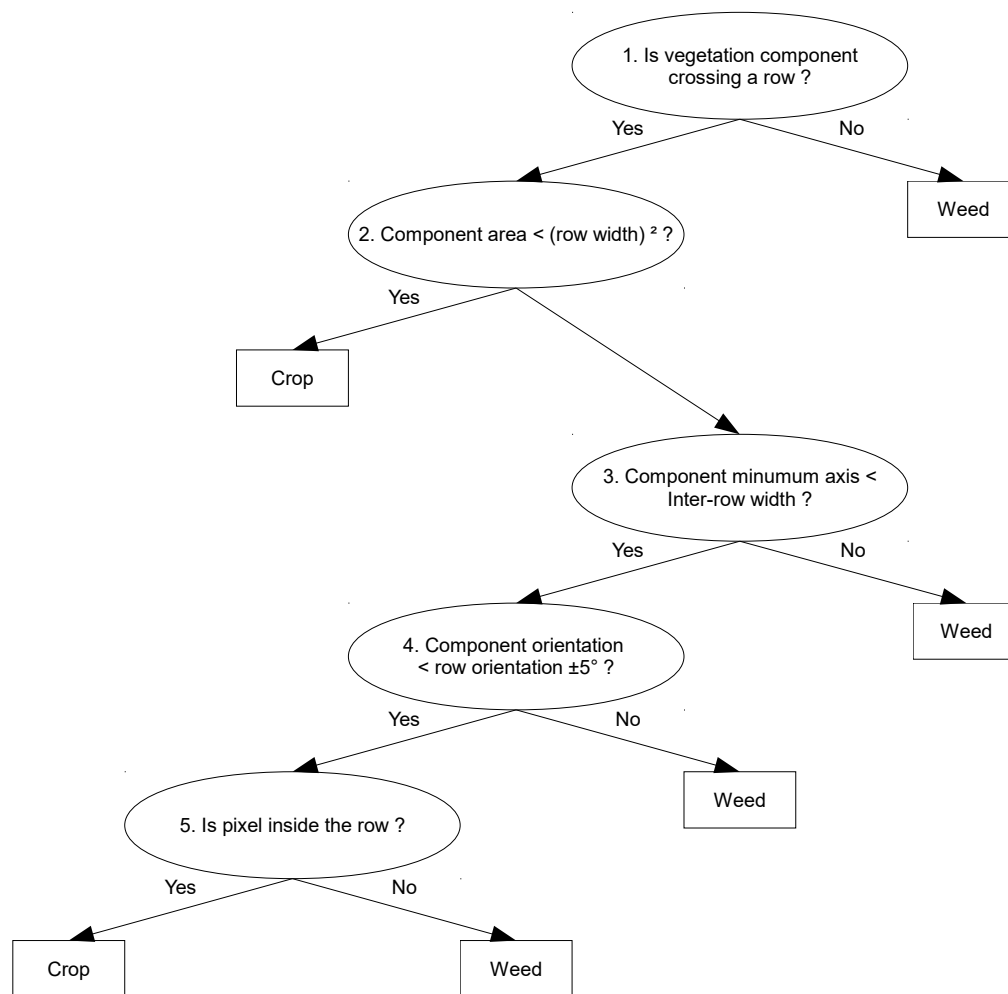 1. Is vegetation component
crossing a row ?
Yes
No
Weed
2. Component area < (row width) ² ?
Yes
Crop
3. Component minumum axis <
Inter-row width ?
Yes
No
Weed
4. Component orientation
< row orientation ±5° ?
Yes
No
Weed
5. Is pixel inside the row ?
Yes
No
Crop
Weed